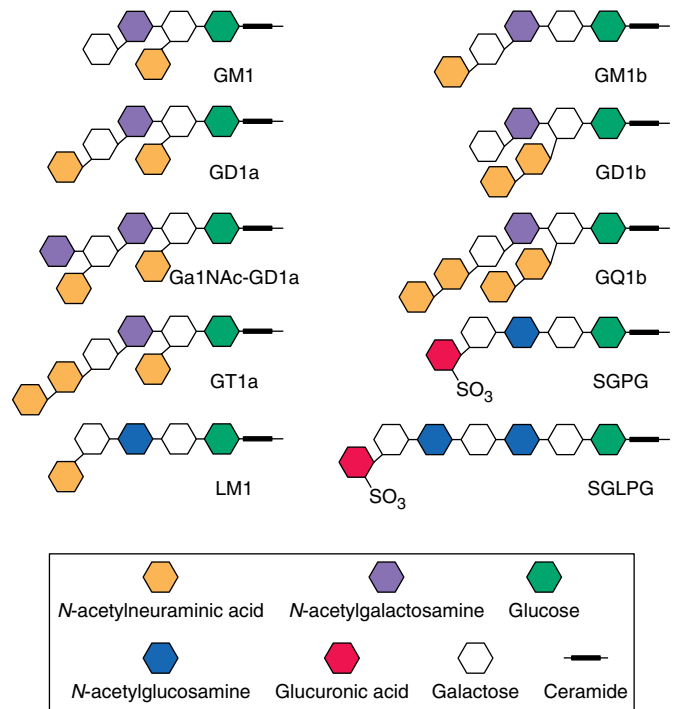 GM1
GM1b
GD1a
GD1b
Ga1NAc-GD1a
GQ1b
GT1a
SO3
SGPG
LM1
SO3
SGLPG
N-acetylneuraminic acid
N-acetylgalactosamine
Glucose
N-acetylglucosamine
Glucuronic acid
Galactose
Ceramide